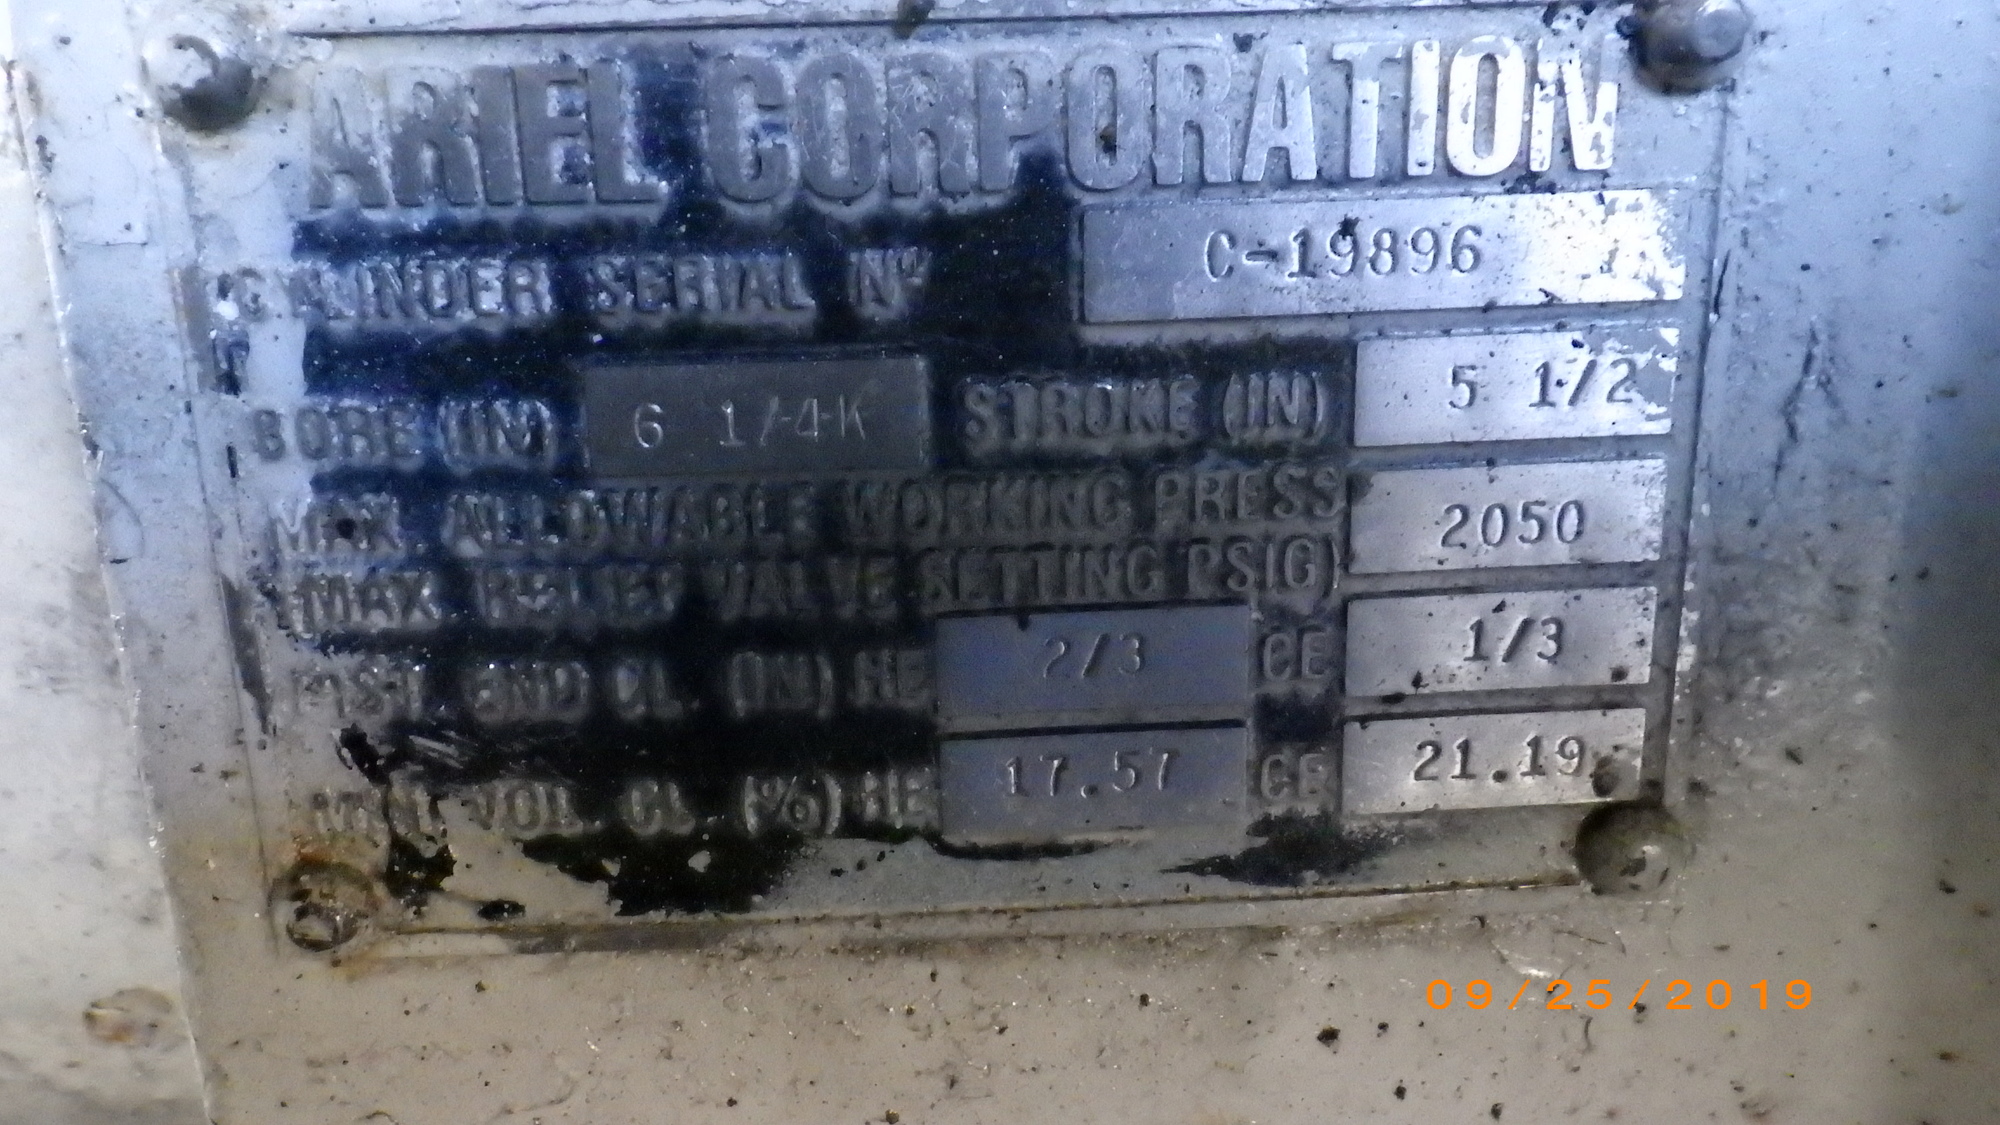 ARIEL CORPORATION
CYLINDER SERIAL Nº C-19896
BORE (IN) 6 1/4K STROKE (IN) 5 1/2
MAX. ALLOWABLE WORKING PRESS 2050
(MAX. RELIEF VALVE SETTING PSIG)
PIST. END CL. (IN) HE 2/3 CE 1/3
MIN. VOL. CL. (%) HE 17.57 CE 21.19
09/25/2019